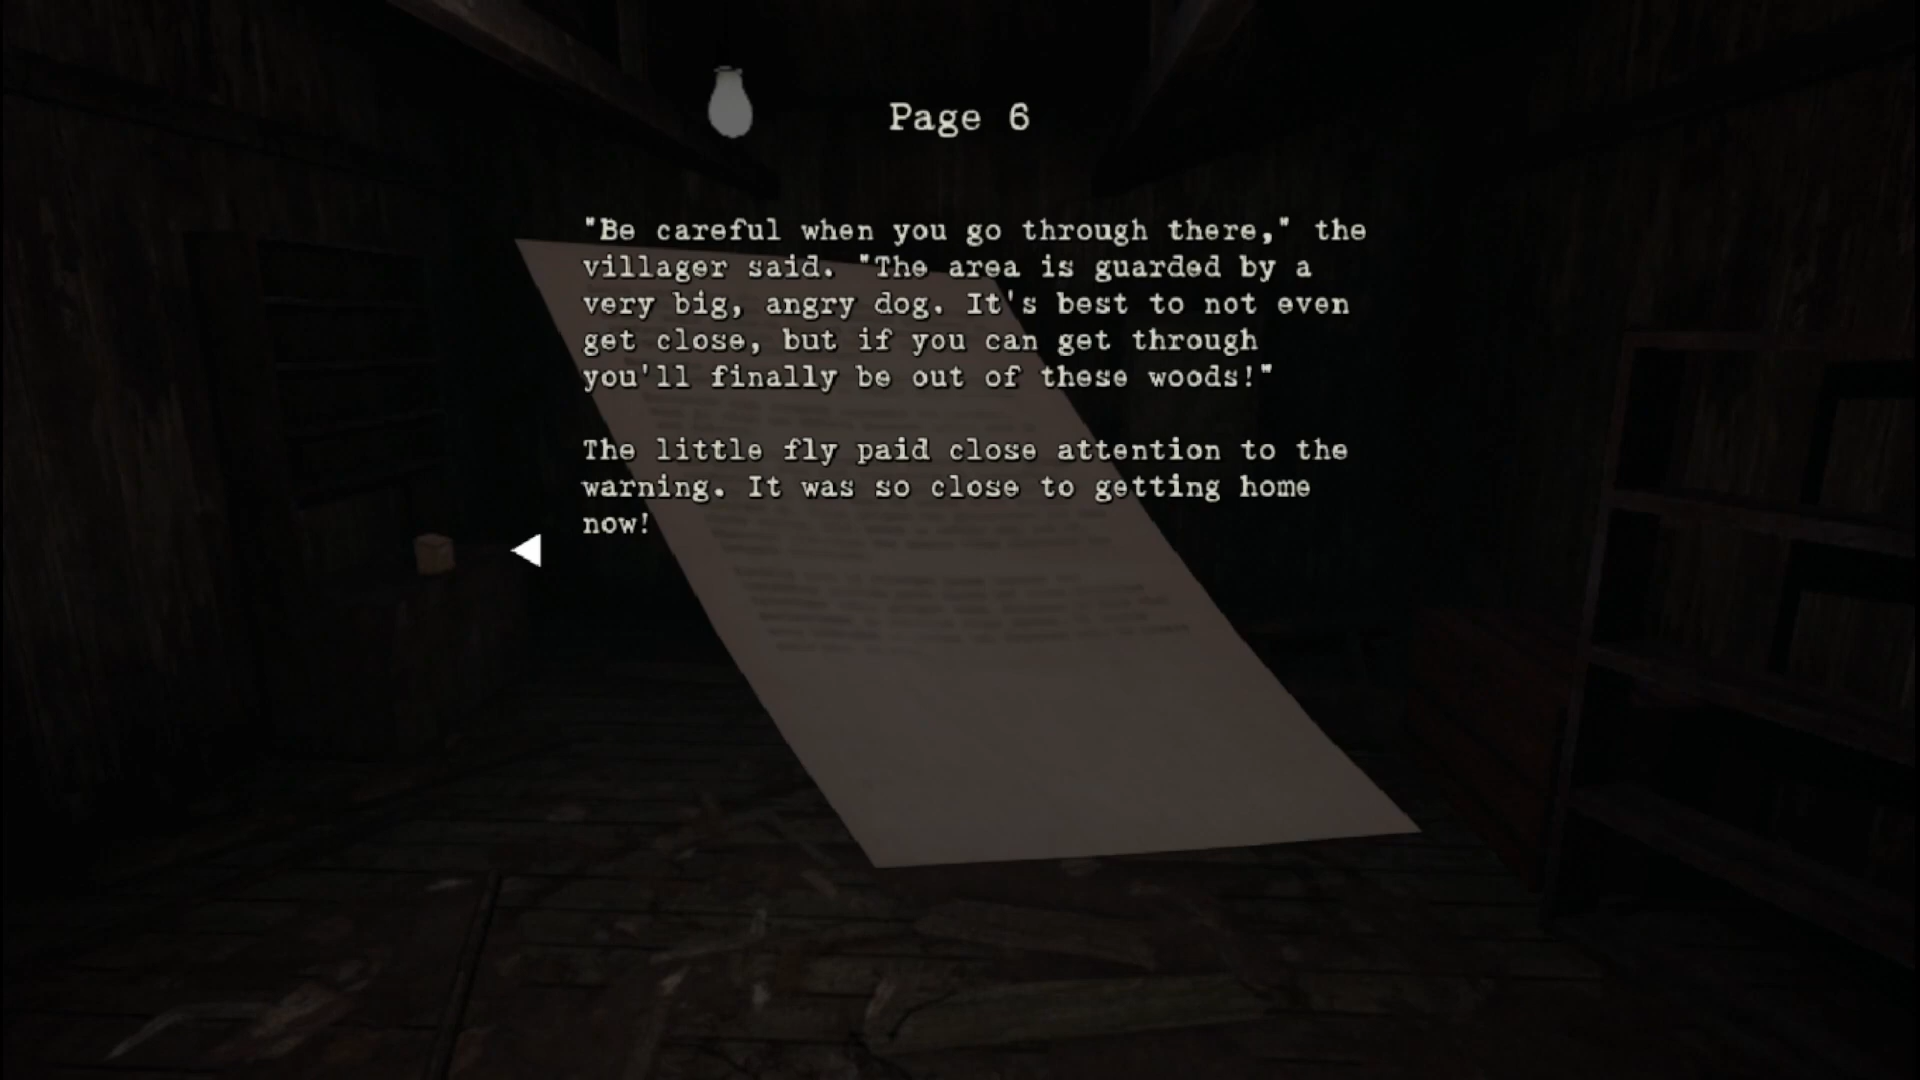 Page 6
"Be careful when you go through there," the
villager said. "The area is guarded by a
very big, angry dog. It's best to not even
get close, but if you can get through
you'll finally be out of these woods!"
The little fly paid close attention to the
warning. It was so close to getting home
now!